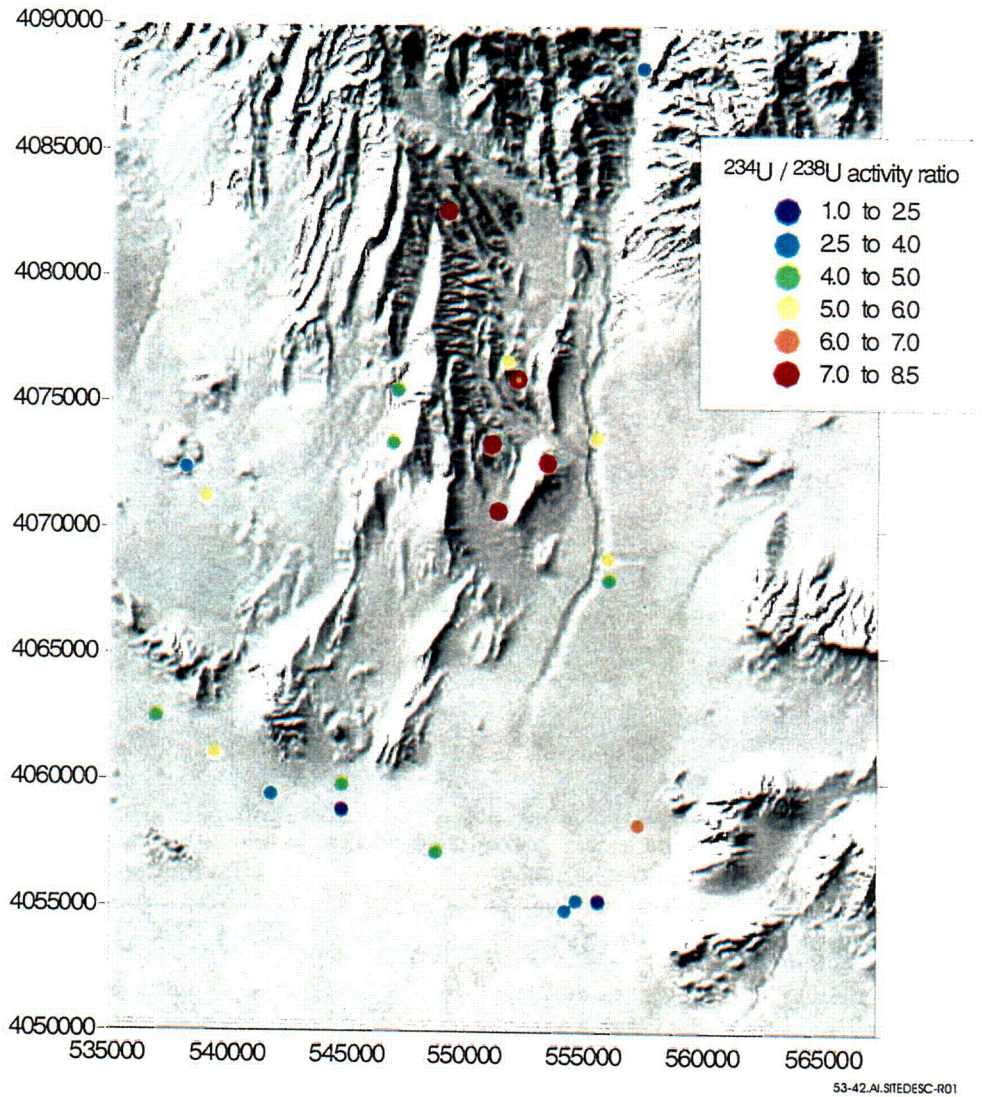 4090000
4085000
4080000
4075000
4070000
4065000
4060000
4055000
4050000
535000 540000 545000 550000 555000 560000 565000
234U / 238U activity ratio
1.0 to 2.5
2.5 to 4.0
4.0 to 5.0
5.0 to 6.0
6.0 to 7.0
7.0 to 8.5
53-42.AI.SITEDESC-R01